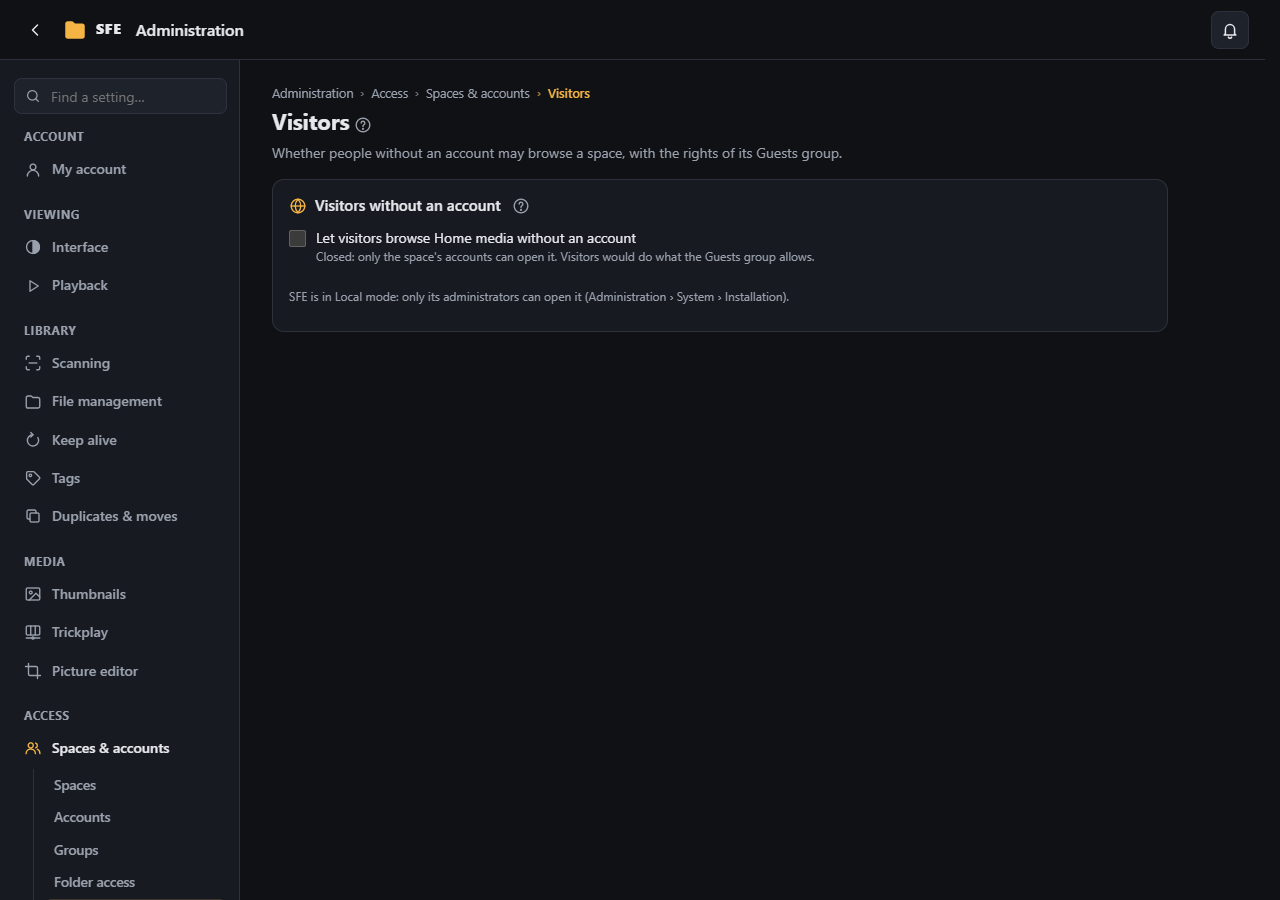 SFE Administration
Find a setting...
ACCOUNT
My account
VIEWING
Interface
Playback
LIBRARY
Scanning
File management
Keep alive
Tags
Duplicates & moves
MEDIA
Thumbnails
Trickplay
Picture editor
ACCESS
Spaces & accounts
Spaces
Accounts
Groups
Folder access
Administration › Access › Spaces & accounts › Visitors
Visitors ?
Whether people without an account may browse a space, with the rights of its Guests group.
Visitors without an account ?
Let visitors browse Home media without an account
Closed: only the space's accounts can open it. Visitors would do what the Guests group allows.
SFE is in Local mode: only its administrators can open it (Administration › System › Installation).